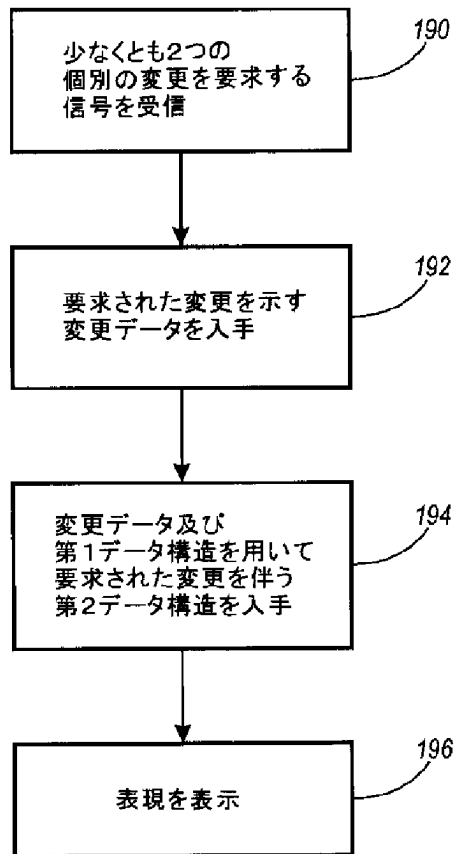 少なくとも2つの
個別の変更を要求する
信号を受信
190
要求された変更を示す
変更データを入手
192
変更データ及び
第1データ構造を用いて
要求された変更を伴う
第2データ構造を入手
194
表現を表示
196